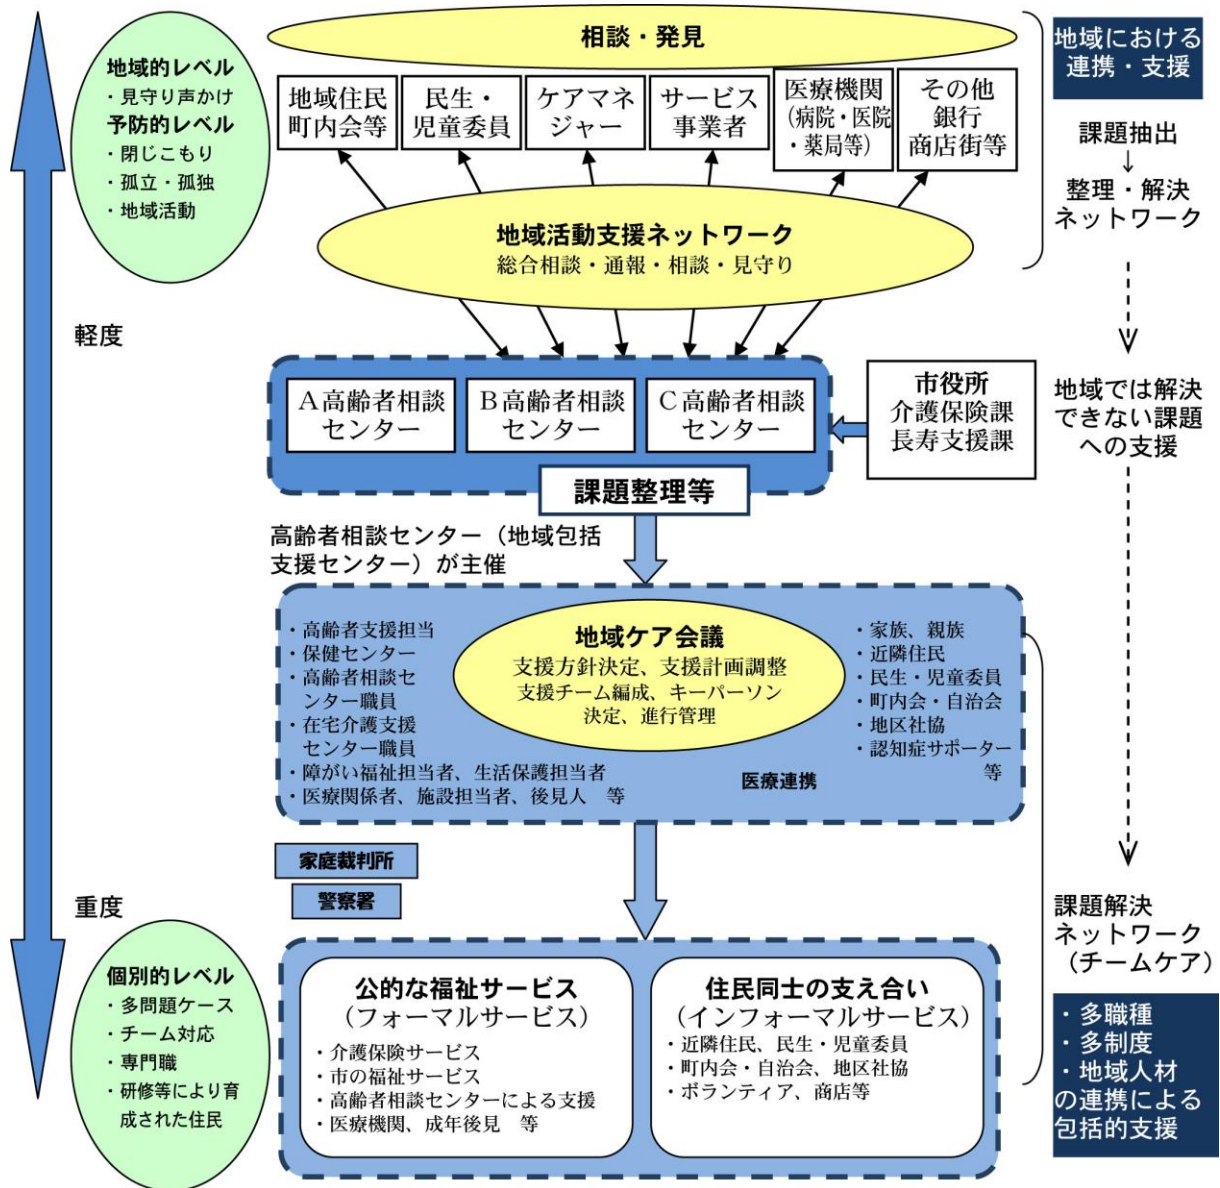 相談・発見
地域における
連携・支援
地域的レベル
・見守り声かけ
予防的レベル
・閉じこもり
・孤立・孤独
・地域活動
地域住民
町内会等
民生・
児童委員
ケアマネ
ジャー
サービス
事業者
医療機関
(病院・医院
・薬局等)
その他
銀行
商店街等
課題抽出
↓
整理・解決
ネットワーク
地域活動支援ネットワーク
総合相談・通報・相談・見守り
軽度
A高齢者相談
センター
B高齢者相談
センター
C高齢者相談
センター
市役所
介護保険課
長寿支援課
地域では解決
できない課題
への支援
課題整理等
高齢者相談センター（地域包括
支援センター）が主催
・高齢者支援担当
・保健センター
・高齢者相談セ
ンター職員
・在宅介護支援
センター職員
・障がい福祉担当者、生活保護担当者
・医療関係者、施設担当者、後見人　等
地域ケア会議
支援方針決定、支援計画調整
支援チーム編成、キーパーソン
決定、進行管理
・家族、親族
・近隣住民
・民生・児童委員
・町内会・自治会
・地区社協
・認知症サポーター
等
医療連携
家庭裁判所
警察署
重度
課題解決
ネットワーク
（チームケア）
個別的レベル
・多問題ケース
・チーム対応
・専門職
・研修等により育
成された住民
公的な福祉サービス
（フォーマルサービス）
・介護保険サービス
・市の福祉サービス
・高齢者相談センターによる支援
・医療機関、成年後見　等
住民同士の支え合い
（インフォーマルサービス）
・近隣住民、民生・児童委員
・町内会・自治会、地区社協
・ボランティア、商店等
・多職種
・多制度
・地域人材
の連携による
包括的支援